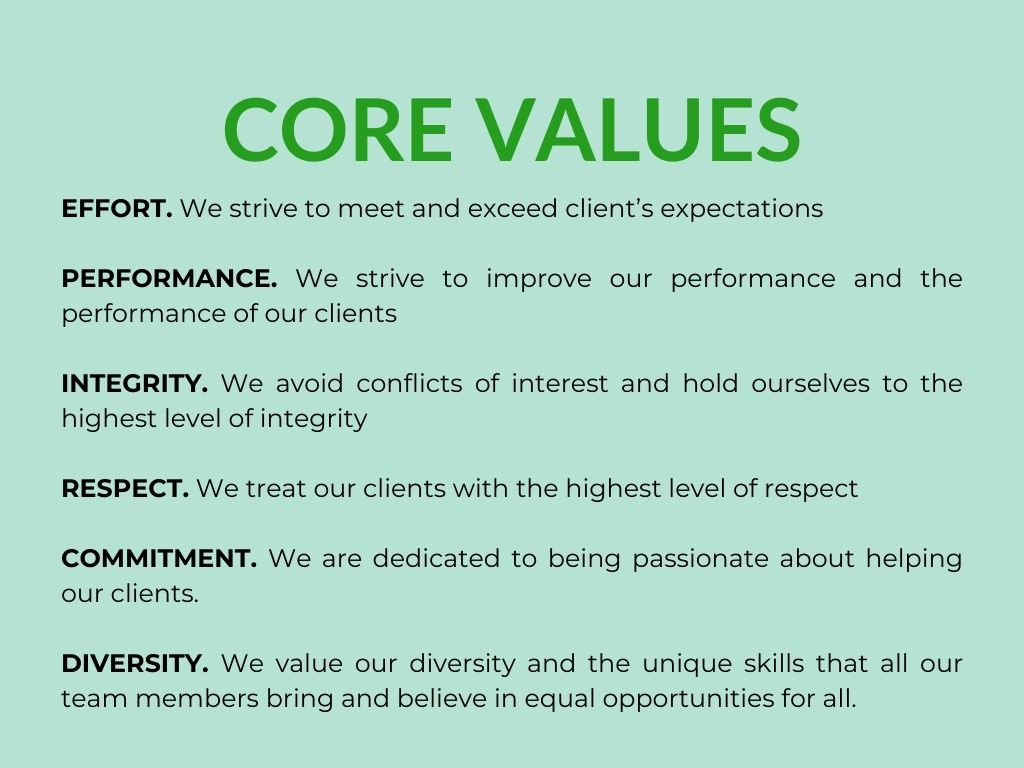 CORE VALUES
EFFORT. We strive to meet and exceed client’s expectations
PERFORMANCE. We strive to improve our performance and the
performance of our clients
INTEGRITY. We avoid conflicts of interest and hold ourselves to the
highest level of integrity
RESPECT. We treat our clients with the highest level of respect
COMMITMENT. We are dedicated to being passionate about helping
our clients.
DIVERSITY. We value our diversity and the unique skills that all our
team members bring and believe in equal opportunities for all.